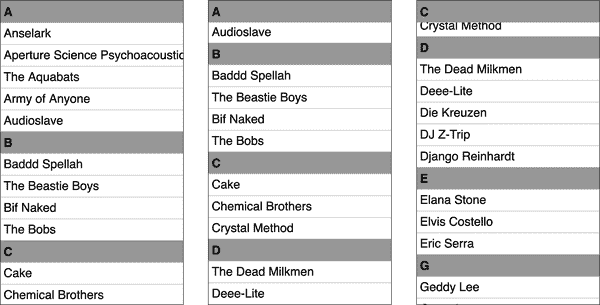 A
Anselark
Aperture Science Psychoacoustic
The Aquabats
Army of Anyone
Audioslave
B
Baddd Spellah
The Beastie Boys
Bif Naked
The Bobs
C
Cake
Chemical Brothers
A
Audioslave
B
Baddd Spellah
The Beastie Boys
Bif Naked
The Bobs
C
Cake
Chemical Brothers
Crystal Method
D
The Dead Milkmen
Deee-Lite
C
Crystal Method
D
The Dead Milkmen
Deee-Lite
Die Kreuzen
DJ Z-Trip
Django Reinhardt
E
Elana Stone
Elvis Costello
Eric Serra
G
Geddy Lee